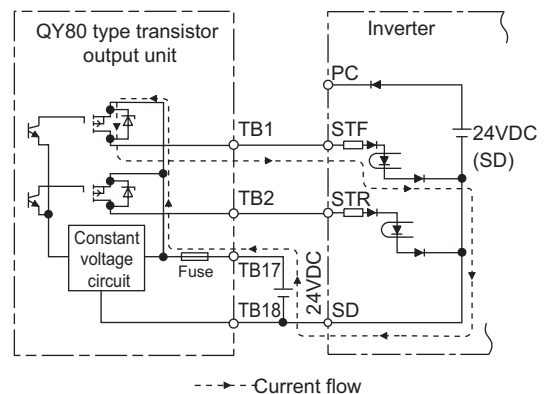 QY80 type transistor
output unit
Inverter
PC
TB1
STF
24VDC
(SD)
TB2
STR
Constant
voltage
circuit
Fuse
TB17
24VDC
TB18
SD
Current flow